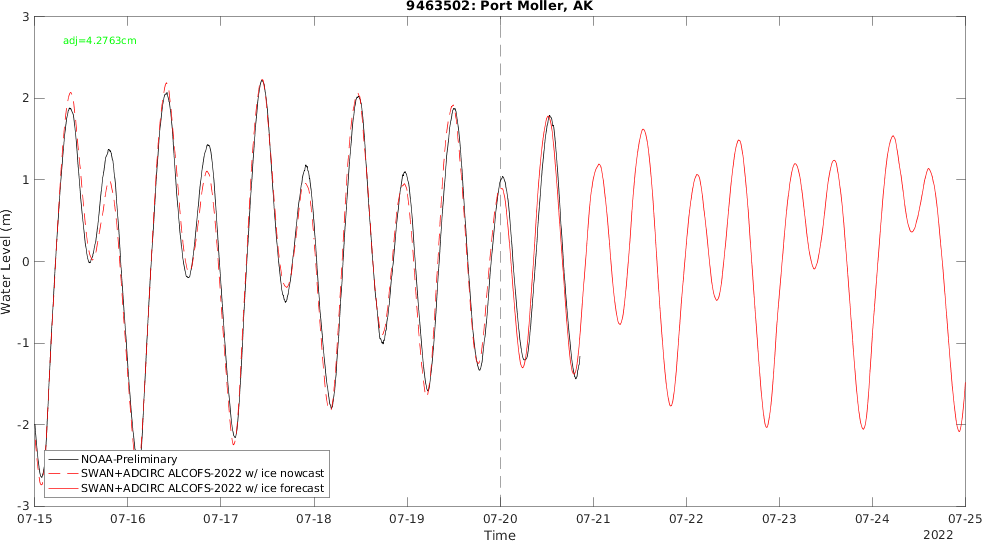 9463502: Port Moller, AK
adj=4.2763cm
3
2
1
0
-1
-2
-3
Water Level (m)
NOAA-Preliminary
SWAN+ADCIRC ALCOFS-2022 w/ ice nowcast
SWAN+ADCIRC ALCOFS-2022 w/ ice forecast
07-15 07-16 07-17 07-18 07-19 07-20 07-21 07-22 07-23 07-24 07-25
Time
2022